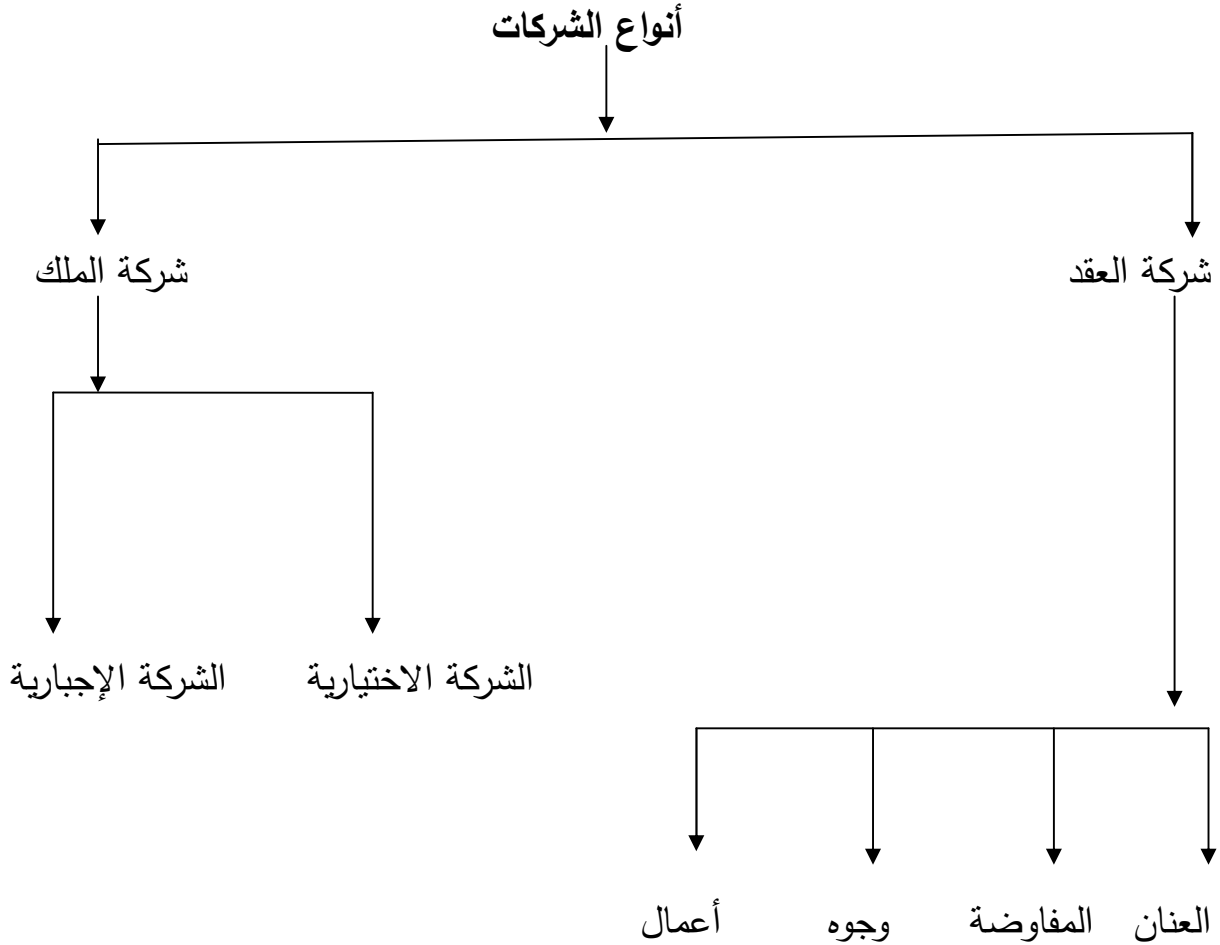 أنواع الشركات
شركة العقد
شركة الملك
الشركة الاختيارية
الشركة الإجبارية
العنان
المفاوضة
وجوه
أعمال